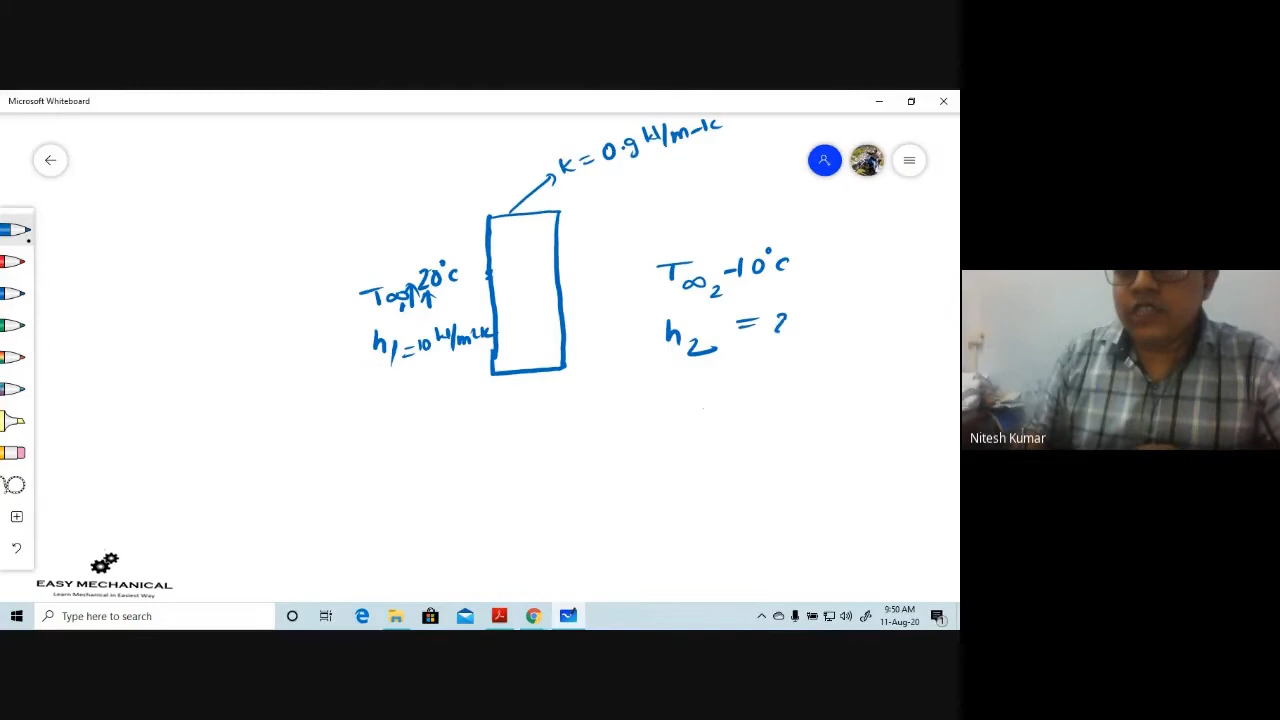 Microsoft Whiteboard
k = 0.9 W/m-K
T∞1 20°C
h1 = 10 W/m²K
T∞2 -10°C
h2 = ?
Nitesh Kumar
EASY MECHANICAL
Learn Mechanical in Easiest Way
Type here to search
9:50 AM
11-Aug-20
1